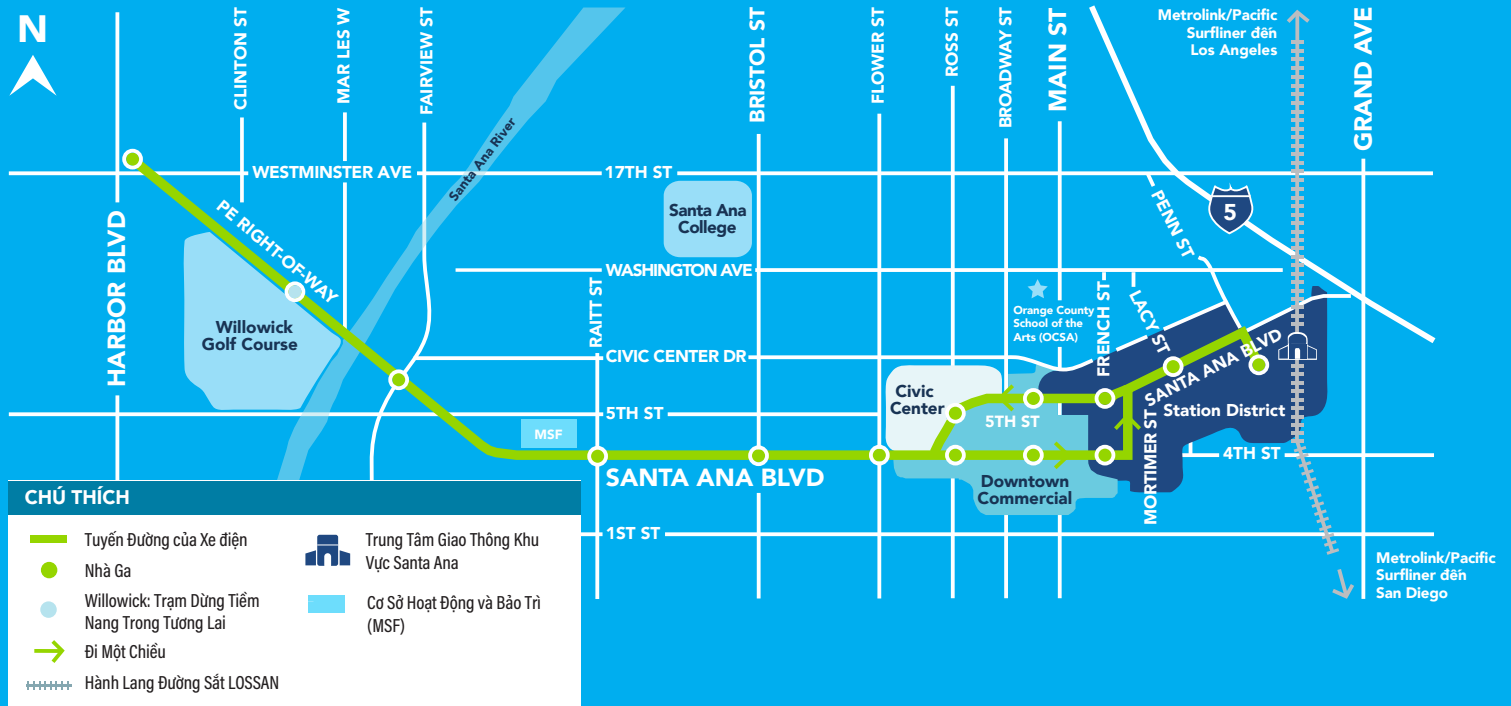 N
CLINTON ST
MAR LES W
FAIRVIEW ST
BRISTOL ST
FLOWER ST
ROSS ST
BROADWAY ST
MAIN ST
Metrolink/Pacific
Surfliner đến
Los Angeles
GRAND AVE
Santa Ana River
WESTMINSTER AVE
17TH ST
HARBOR BLVD
PE RIGHT-OF-WAY
Santa Ana
College
PENN ST
5
WASHINGTON AVE
RAITT ST
Willowick
Golf Course
Orange County
School of the
Arts (OCSA)
FRENCH ST
LACY ST
CIVIC CENTER DR
SANTA ANA BLVD
Civic
Center
5TH ST
5TH ST
Station District
MSF
MORTIMER ST
4TH ST
SANTA ANA BLVD
Downtown
Commercial
1ST ST
Metrolink/Pacific
Surfliner đến
San Diego
CHÚ THÍCH
Tuyến Đường của Xe điện
Nhà Ga
Willowick: Trạm Dừng Tiềm
Nang Trong Tương Lai
Đi Một Chiều
Hành Lang Đường Sắt LOSSAN
Trung Tâm Giao Thông Khu
Vực Santa Ana
Cơ Sở Hoạt Động và Bảo Trì
(MSF)